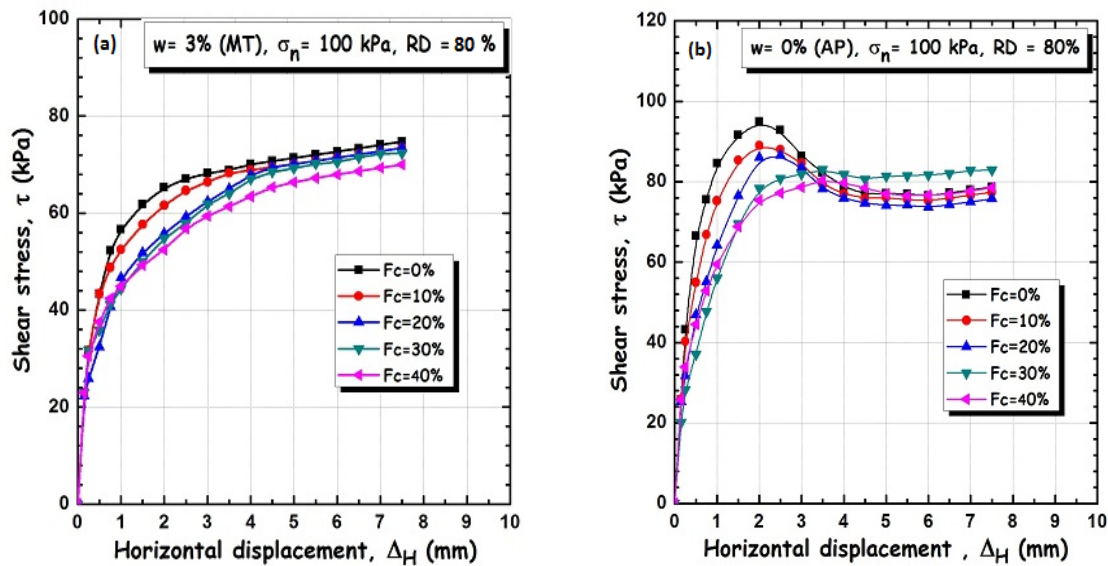 (a)
w= 3% (MT), σn= 100 kPa, RD = 80 %
100
80
60
40
20
0
Shear stress, τ (kPa)
Fc=0%
Fc=10%
Fc=20%
Fc=30%
Fc=40%
0 1 2 3 4 5 6 7 8 9 10
Horizontal displacement, ΔH (mm)
(b)
w= 0% (AP), σn= 100 kPa, RD = 80%
120
100
80
60
40
20
0
Shear stress, τ (kPa)
Fc=0%
Fc=10%
Fc=20%
Fc=30%
Fc=40%
0 1 2 3 4 5 6 7 8 9 10
Horizontal displacement , ΔH (mm)